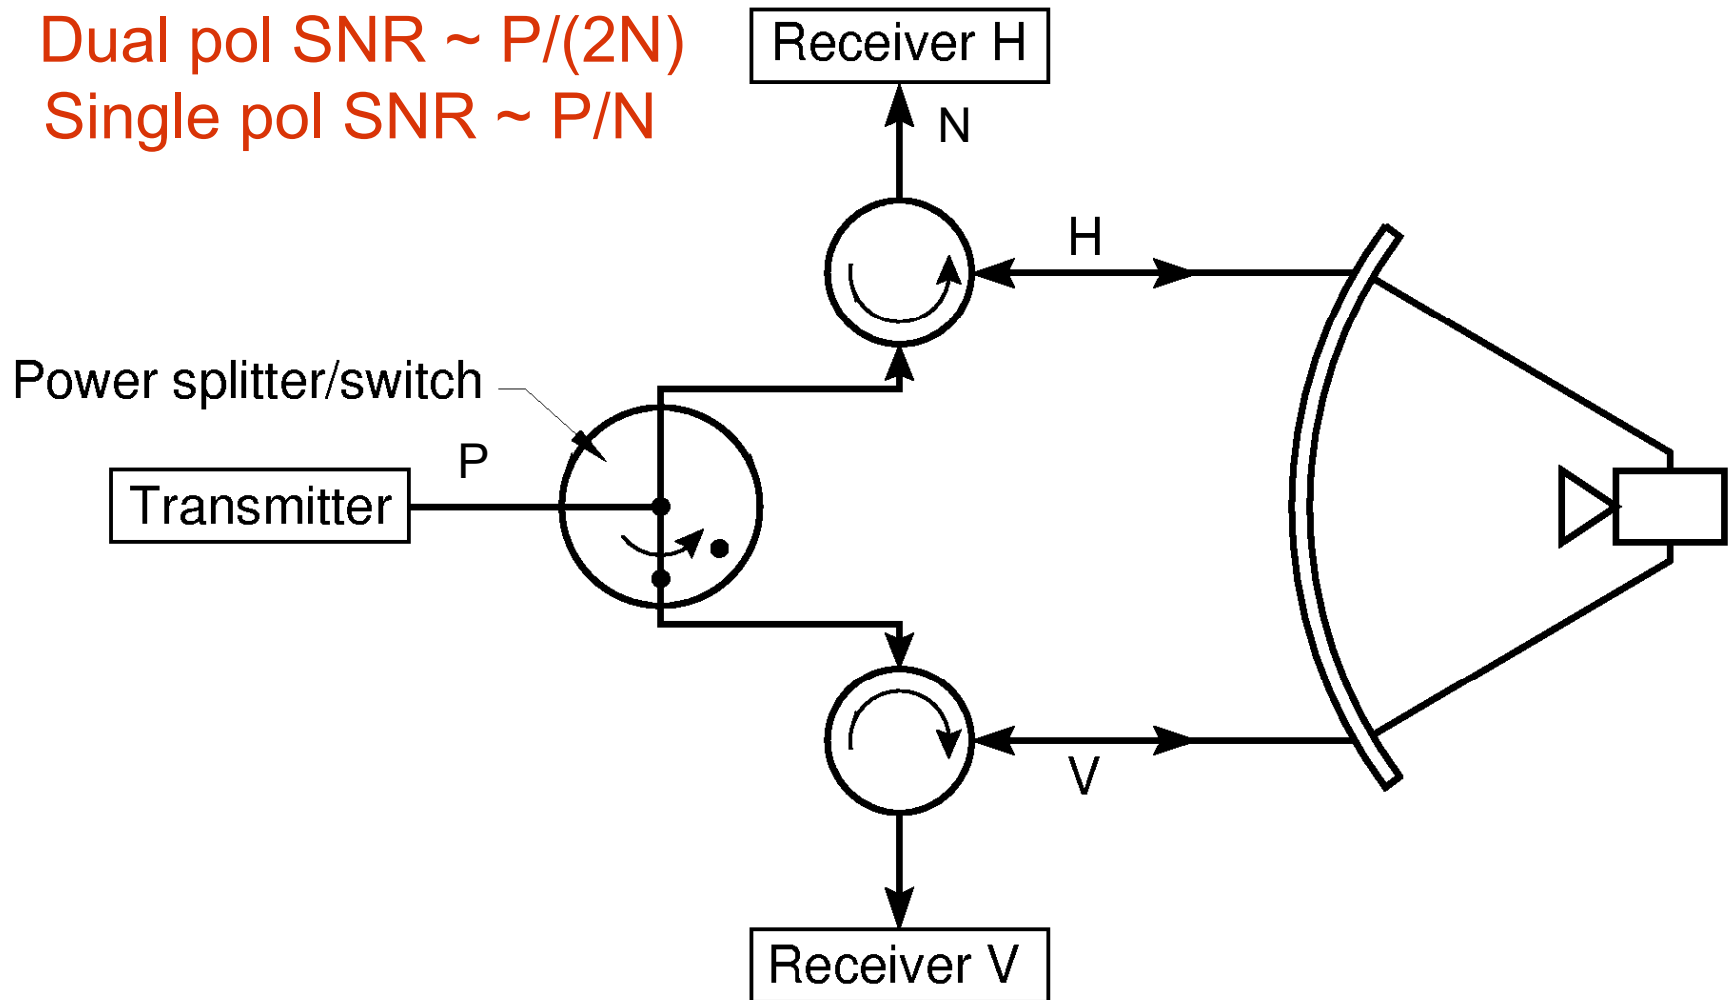 Dual pol SNR ~ P/(2N)
Single pol SNR ~ P/N
Receiver H
N
H
Power splitter/switch
P
Transmitter
V
Receiver V